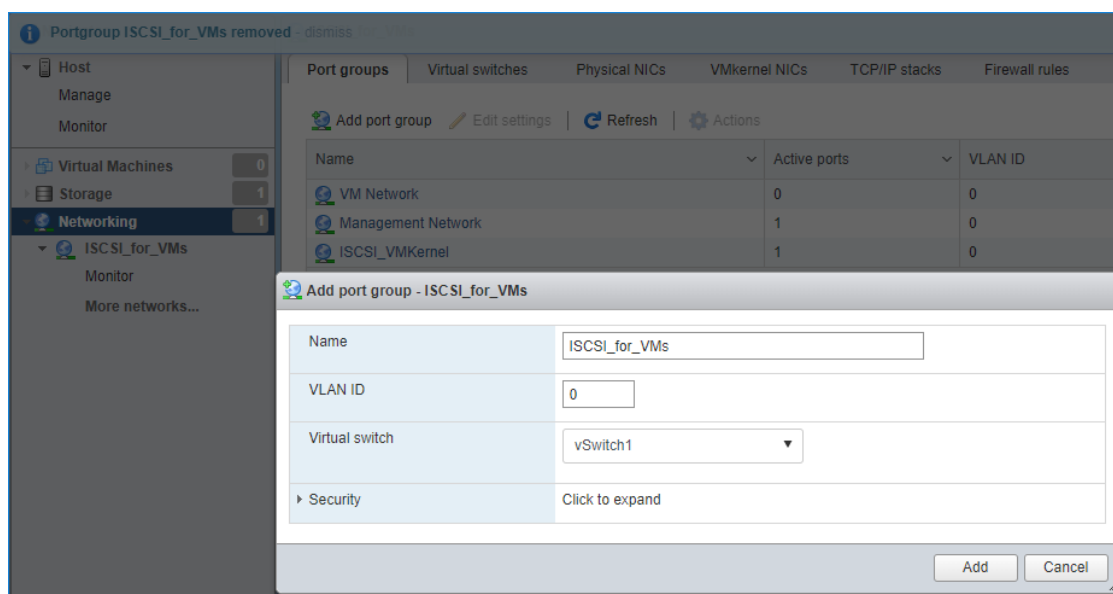 Portgroup ISCSI_for_VMs removed - dismiss
Host
Manage
Monitor
Virtual Machines 0
Storage 1
Networking 1
ISCSI_for_VMs
Monitor
More networks...
Port groups Virtual switches Physical NICs VMkernel NICs TCP/IP stacks Firewall rules
Add port group Edit settings Refresh Actions
Name Active ports VLAN ID
VM Network 0 0
Management Network 1 0
ISCSI_VMKernel 1 0
Add port group - ISCSI_for_VMs
Name ISCSI_for_VMs
VLAN ID 0
Virtual switch vSwitch1
Security Click to expand
Add Cancel